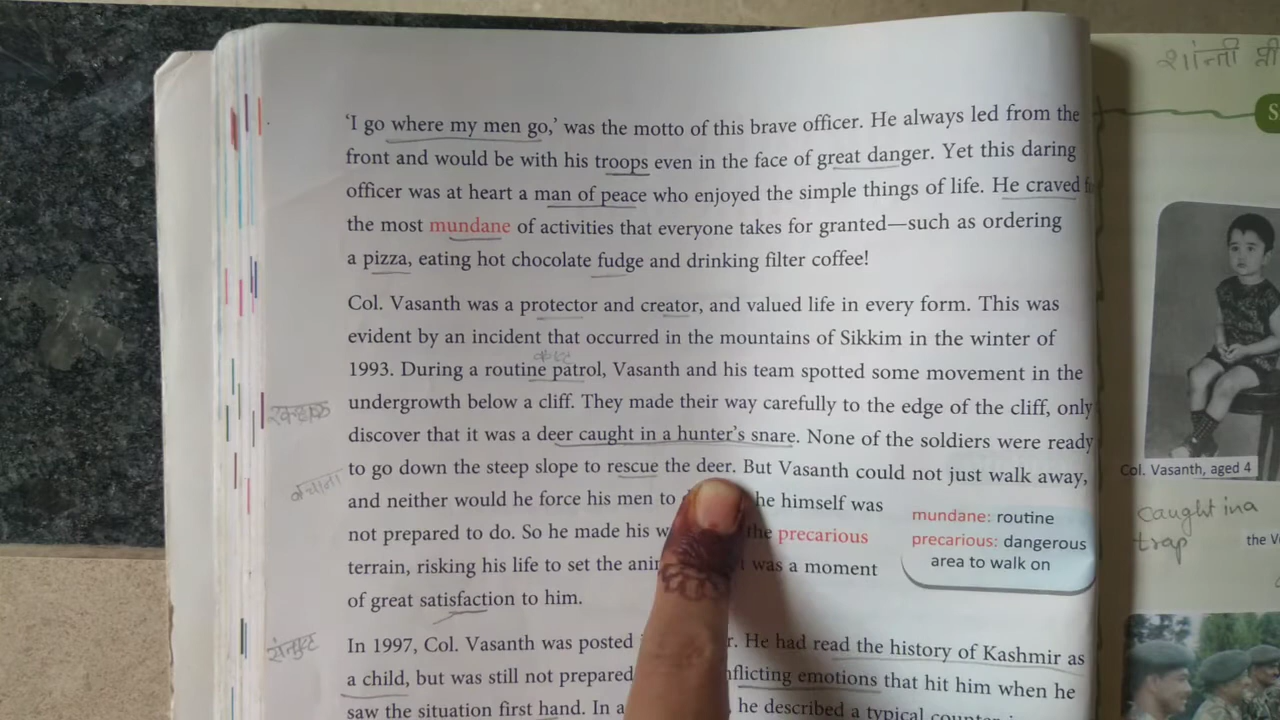 शांती
'I go where my men go,' was the motto of this brave officer. He always led from the
front and would be with his troops even in the face of great danger. Yet this daring
officer was at heart a man of peace who enjoyed the simple things of life. He craved
the most mundane of activities that everyone takes for granted—such as ordering
a pizza, eating hot chocolate fudge and drinking filter coffee!
Col. Vasanth was a protector and creator, and valued life in every form. This was
evident by an incident that occurred in the mountains of Sikkim in the winter of
1993. During a routine patrol, Vasanth and his team spotted some movement in the
undergrowth below a cliff. They made their way carefully to the edge of the cliff, only
discover that it was a deer caught in a hunter's snare. None of the soldiers were ready
to go down the steep slope to rescue the deer. But Vasanth could not just walk away,
बचाना
and neither would he force his men to he himself was
not prepared to do. So he made his the precarious
terrain, risking his life to set the was a moment
of great satisfaction to him.
In 1997, Col. Vasanth was posted He had read the history of Kashmir as
संतुष्ट
a child, but was still not prepared emotions that hit him when he
saw the situation first hand. In a he described a typical
mundane: routine
precarious: dangerous
area to walk on
Col. Vasanth, aged 4
caught in a
trap
the